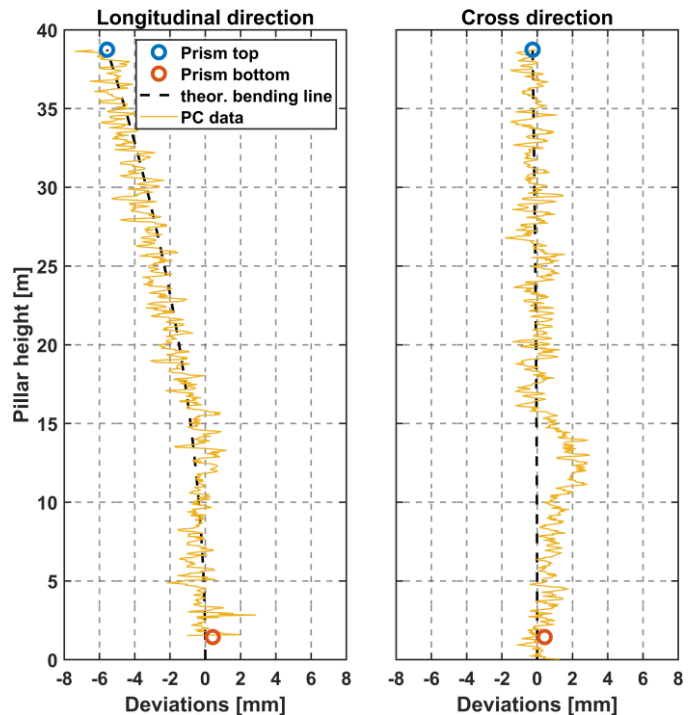 Longitudinal direction
Cross direction
40
35
30
25
20
15
10
5
0
Pillar height [m]
Prism top
Prism bottom
theor. bending line
PC data
-8 -6 -4 -2 0 2 4 6 8
-8 -6 -4 -2 0 2 4 6 8
Deviations [mm]
Deviations [mm]